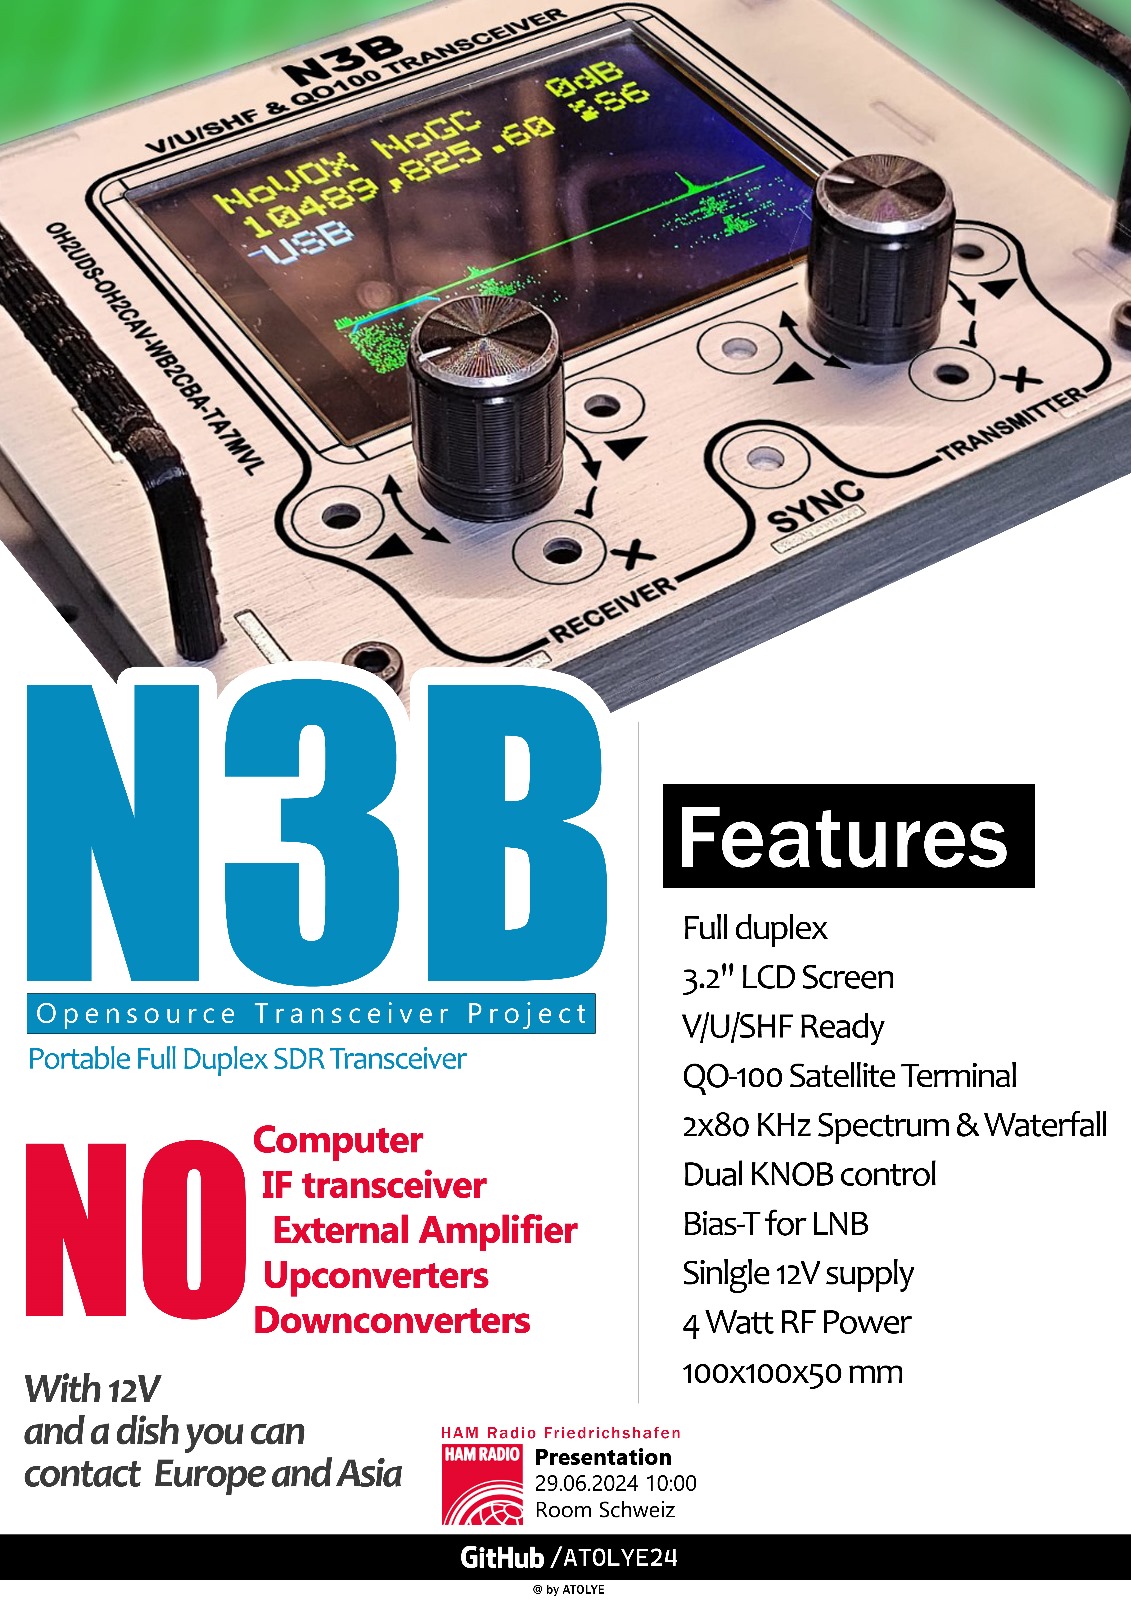 N3B
V/U/SHF & QO100 TRANSCEIVER
NoVOX NoGC 0dB
10489,825.60 S6
USB
OH2UDS-OH2CAV-WB2CBA-TA7MVL
SYNC
TRANSMITTER
RECEIVER
N3B
Opensource Transceiver Project
Portable Full Duplex SDR Transceiver
NO
Computer
IF transceiver
External Amplifier
Upconverters
Downconverters
With 12V
and a dish you can
contact Europe and Asia
Features
Full duplex
3.2" LCD Screen
V/U/SHF Ready
QO-100 Satellite Terminal
2x80 KHz Spectrum & Waterfall
Dual KNOB control
Bias-T for LNB
Sinlgle 12V supply
4 Watt RF Power
100x100x50 mm
HAM Radio Friedrichshafen
HAM RADIO
Presentation
29.06.2024 10:00
Room Schweiz
GitHub /ATOLYE24
@ by ATOLYE